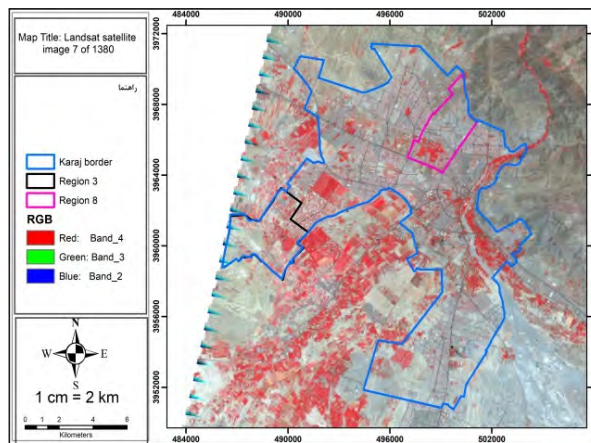 Map Title: Landsat satellite
image 7 of 1380
راهنما
Karaj border
Region 3
Region 8
RGB
Red: Band_4
Green: Band_3
Blue: Band_2
N
W E
S
1 cm = 2 km
0 1 2 4 6
Kilometers
484000 490000 496000 502000
3972000
3968000
3964000
3960000
3956000
3952000
484000 490000 496000 502000